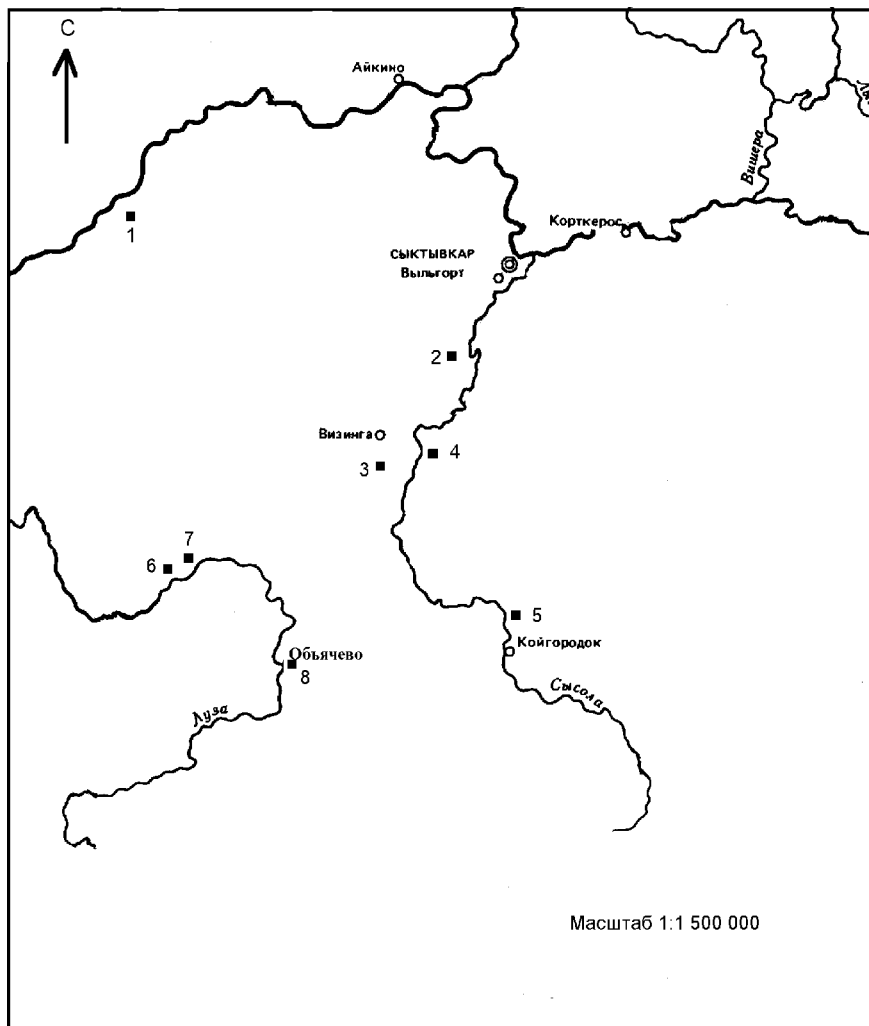 С
Айкино
Вишера
1
Корткерос
СЫКТЫВКАР
Выльгорт
2
Визинга
3
4
7
6
5
Обьячево
8
Койгородок
Сысола
Луза
Масштаб 1:1 500 000